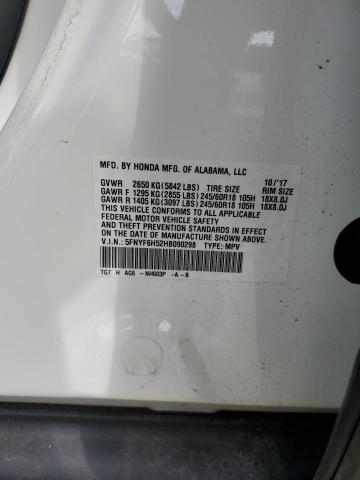 MFD. BY HONDA MFG. OF ALABAMA, LLC 10/'17
GVWR 2650 KG(5842 LBS) TIRE SIZE RIM SIZE
GAWR F 1295 KG(2855 LBS) 245/60R18 105H 18X8.0J
GAWR R 1405 KG(3097 LBS) 245/60R18 105H 18X8.0J
THIS VEHICLE CONFORMS TO ALL APPLICABLE
FEDERAL MOTOR VEHICLE SAFETY AND THEFT
PREVENTION STANDARDS IN EFFECT ON THE
DATE OF MANUFACTURE SHOWN ABOVE.
V.I.N.: 5FNYF6H52HB090298 TYPE: MPV
TG7 H AG6 -NH603P -A -B